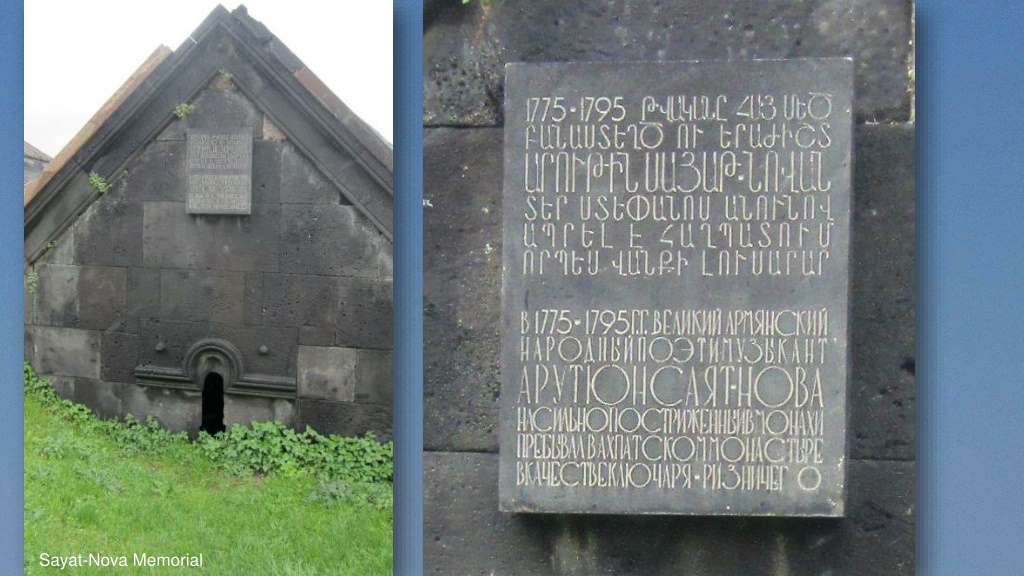 1775-1795 ԹՎԱԿԱՆԸ ՀԱՅ ՄԵԾ
ԲԱՆԱՍՏԵՂԾ ՈՒ ԵՐԱԺԻՇՏ
ԱՐՈՒԹԻՆ ՍԱՅԱԹ-ՆՈՎԱՆ
ՏԵՐ ՍՏԵՓԱՆՈՍ ԱՆՈՒՆՈՎ
ԱՊՐԵԼ Է ՀԱՂՊԱՏՈՒՄ
ՈՐՊԵՍ ՎԱՆՔԻ ԼՈՒՍԱՐԱՐ
В 1775-1795 Г.Г. ВЕЛИКИЙ АРМЯНСКИЙ
НАРОДНЫЙ ПОЭТ И МУЗЫКАНТ
АРУТЮН САЯТ-НОВА
НАСИЛЬНО ПОСТРИЖЕННЫЙ В МОНАХИ
ПРЕБЫВАЛ В АХПАТСКОМ МОНАСТЫРЕ
В КАЧЕСТВЕ КЛЮЧАРЯ-РИЗНИЧЕГО
Sayat-Nova Memorial